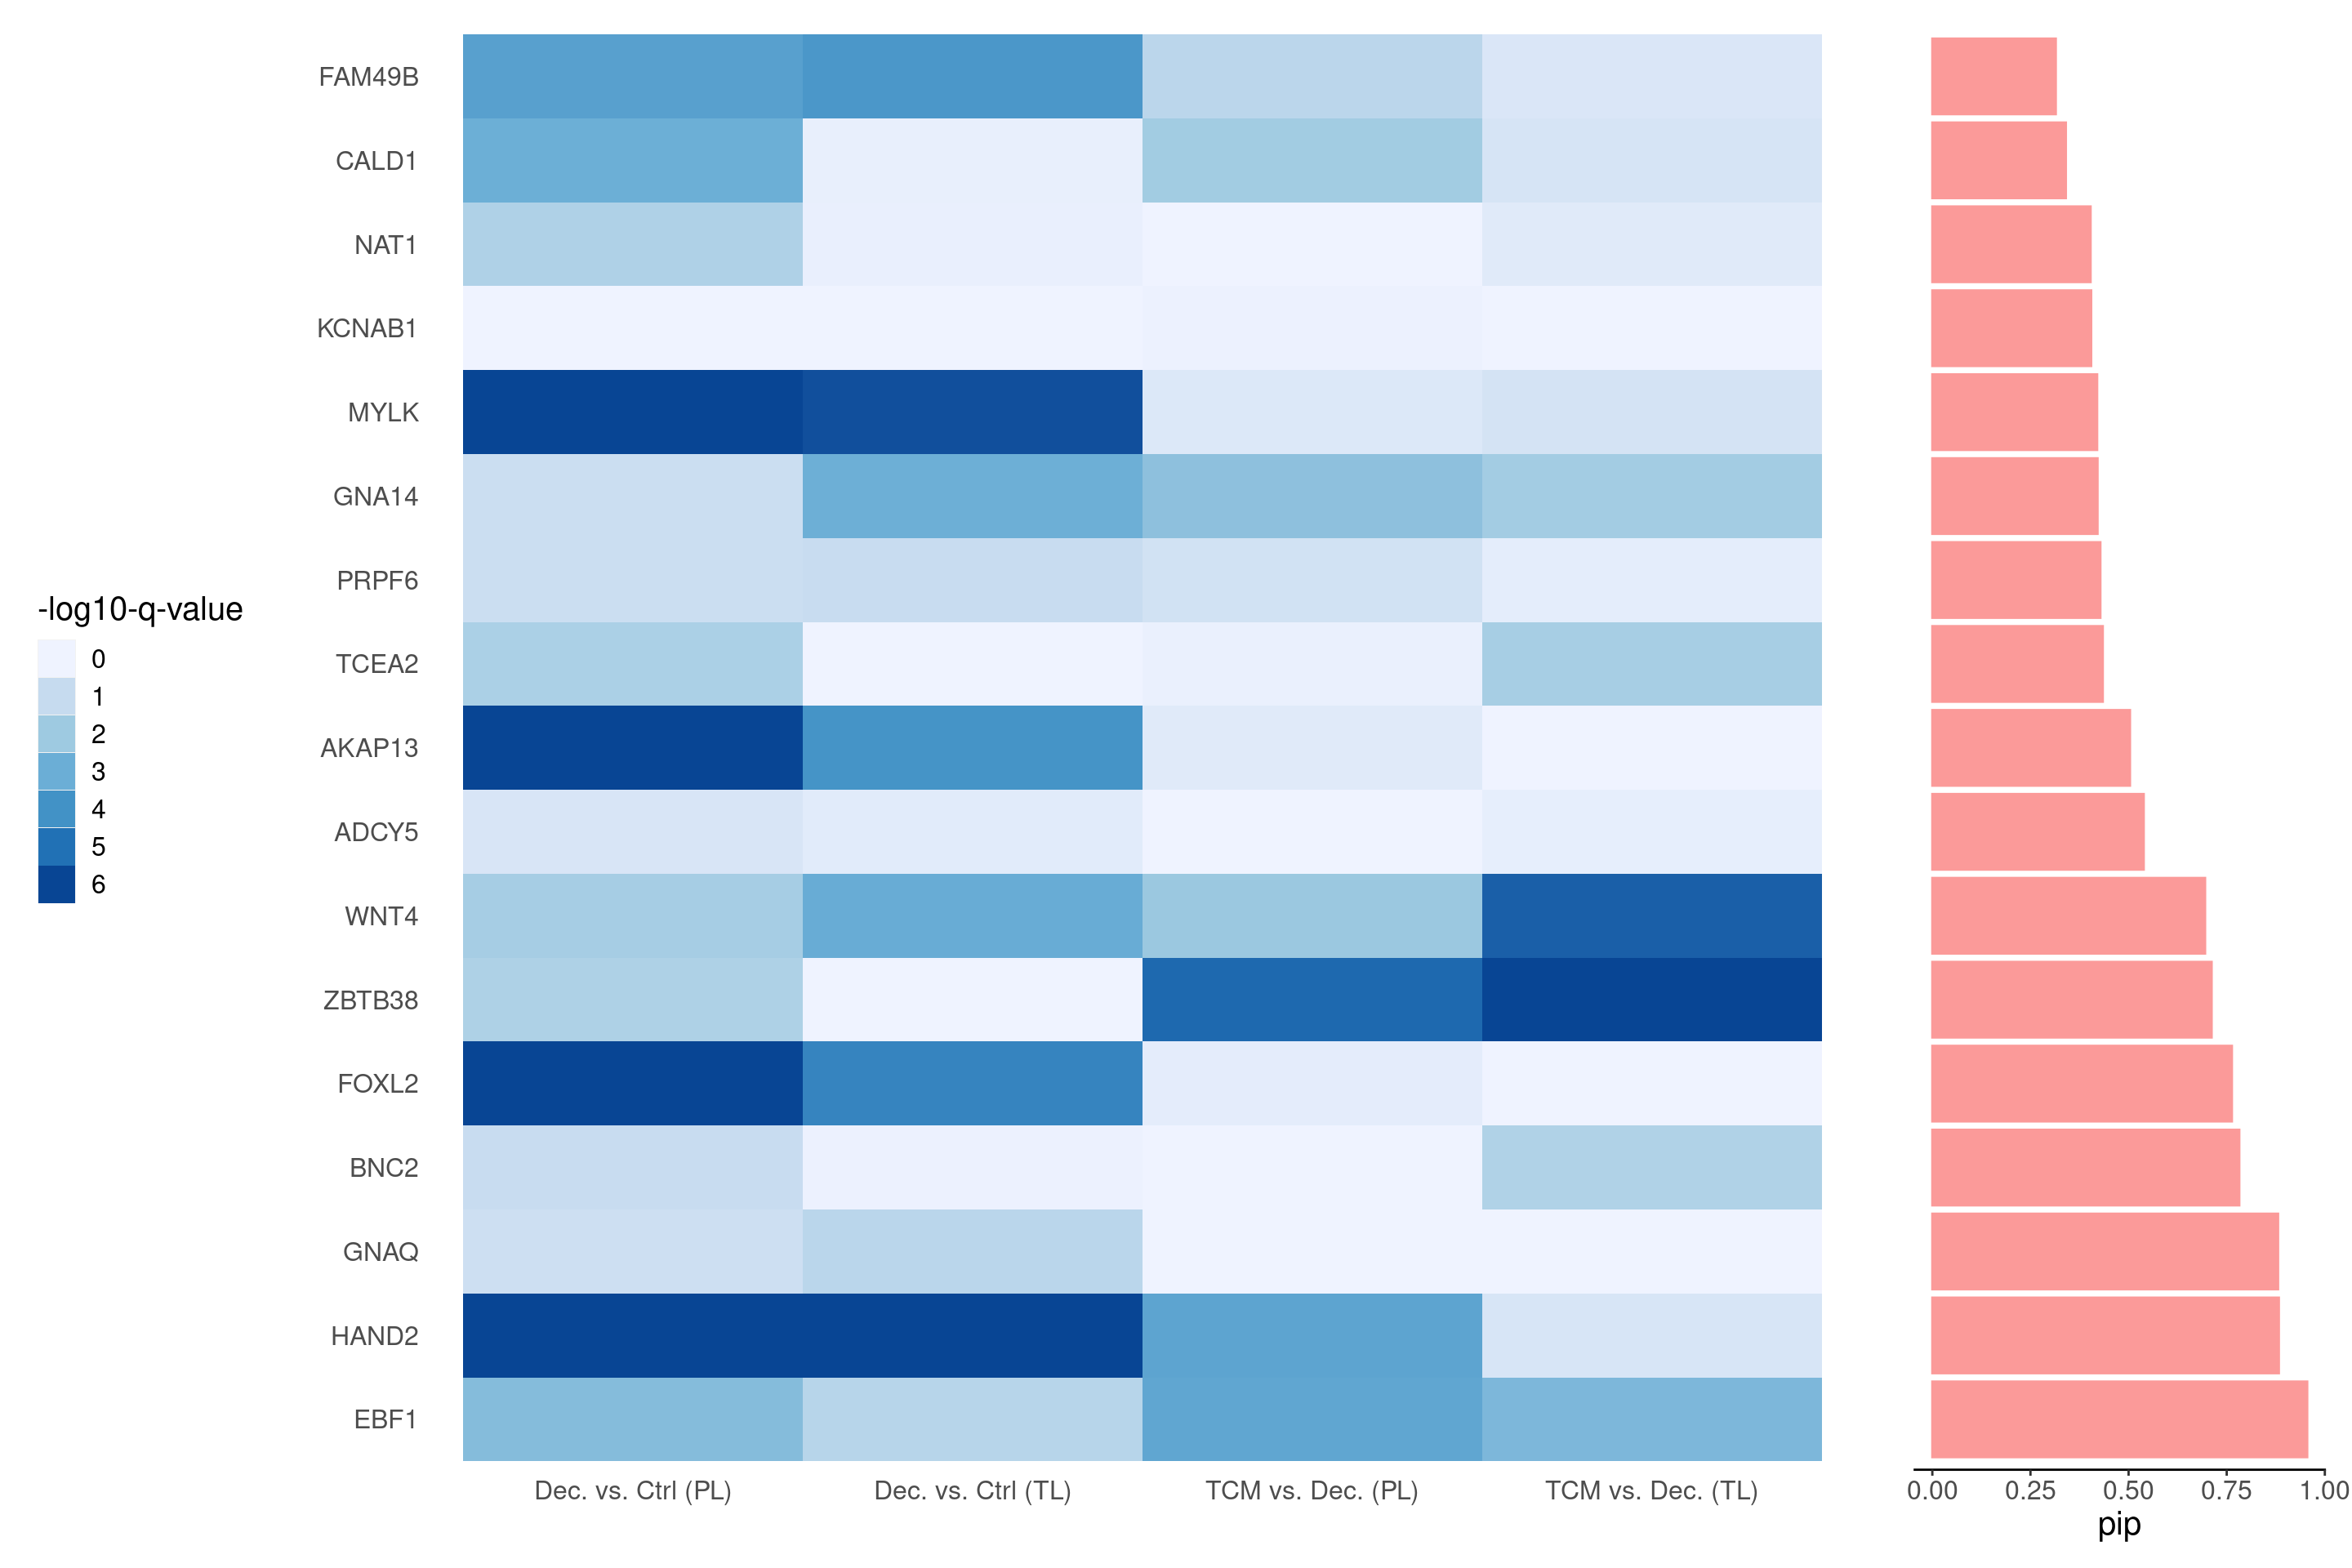 FAM49B
CALD1
NAT1
KCNAB1
MYLK
GNA14
PRPF6
TCEA2
AKAP13
ADCY5
WNT4
ZBTB38
FOXL2
BNC2
GNAQ
HAND2
EBF1
-log10-q-value
0
1
2
3
4
5
6
Dec. vs. Ctrl (PL) Dec. vs. Ctrl (TL) TCM vs. Dec. (PL) TCM vs. Dec. (TL)
0.00 0.25 0.50 0.75 1.00
pip